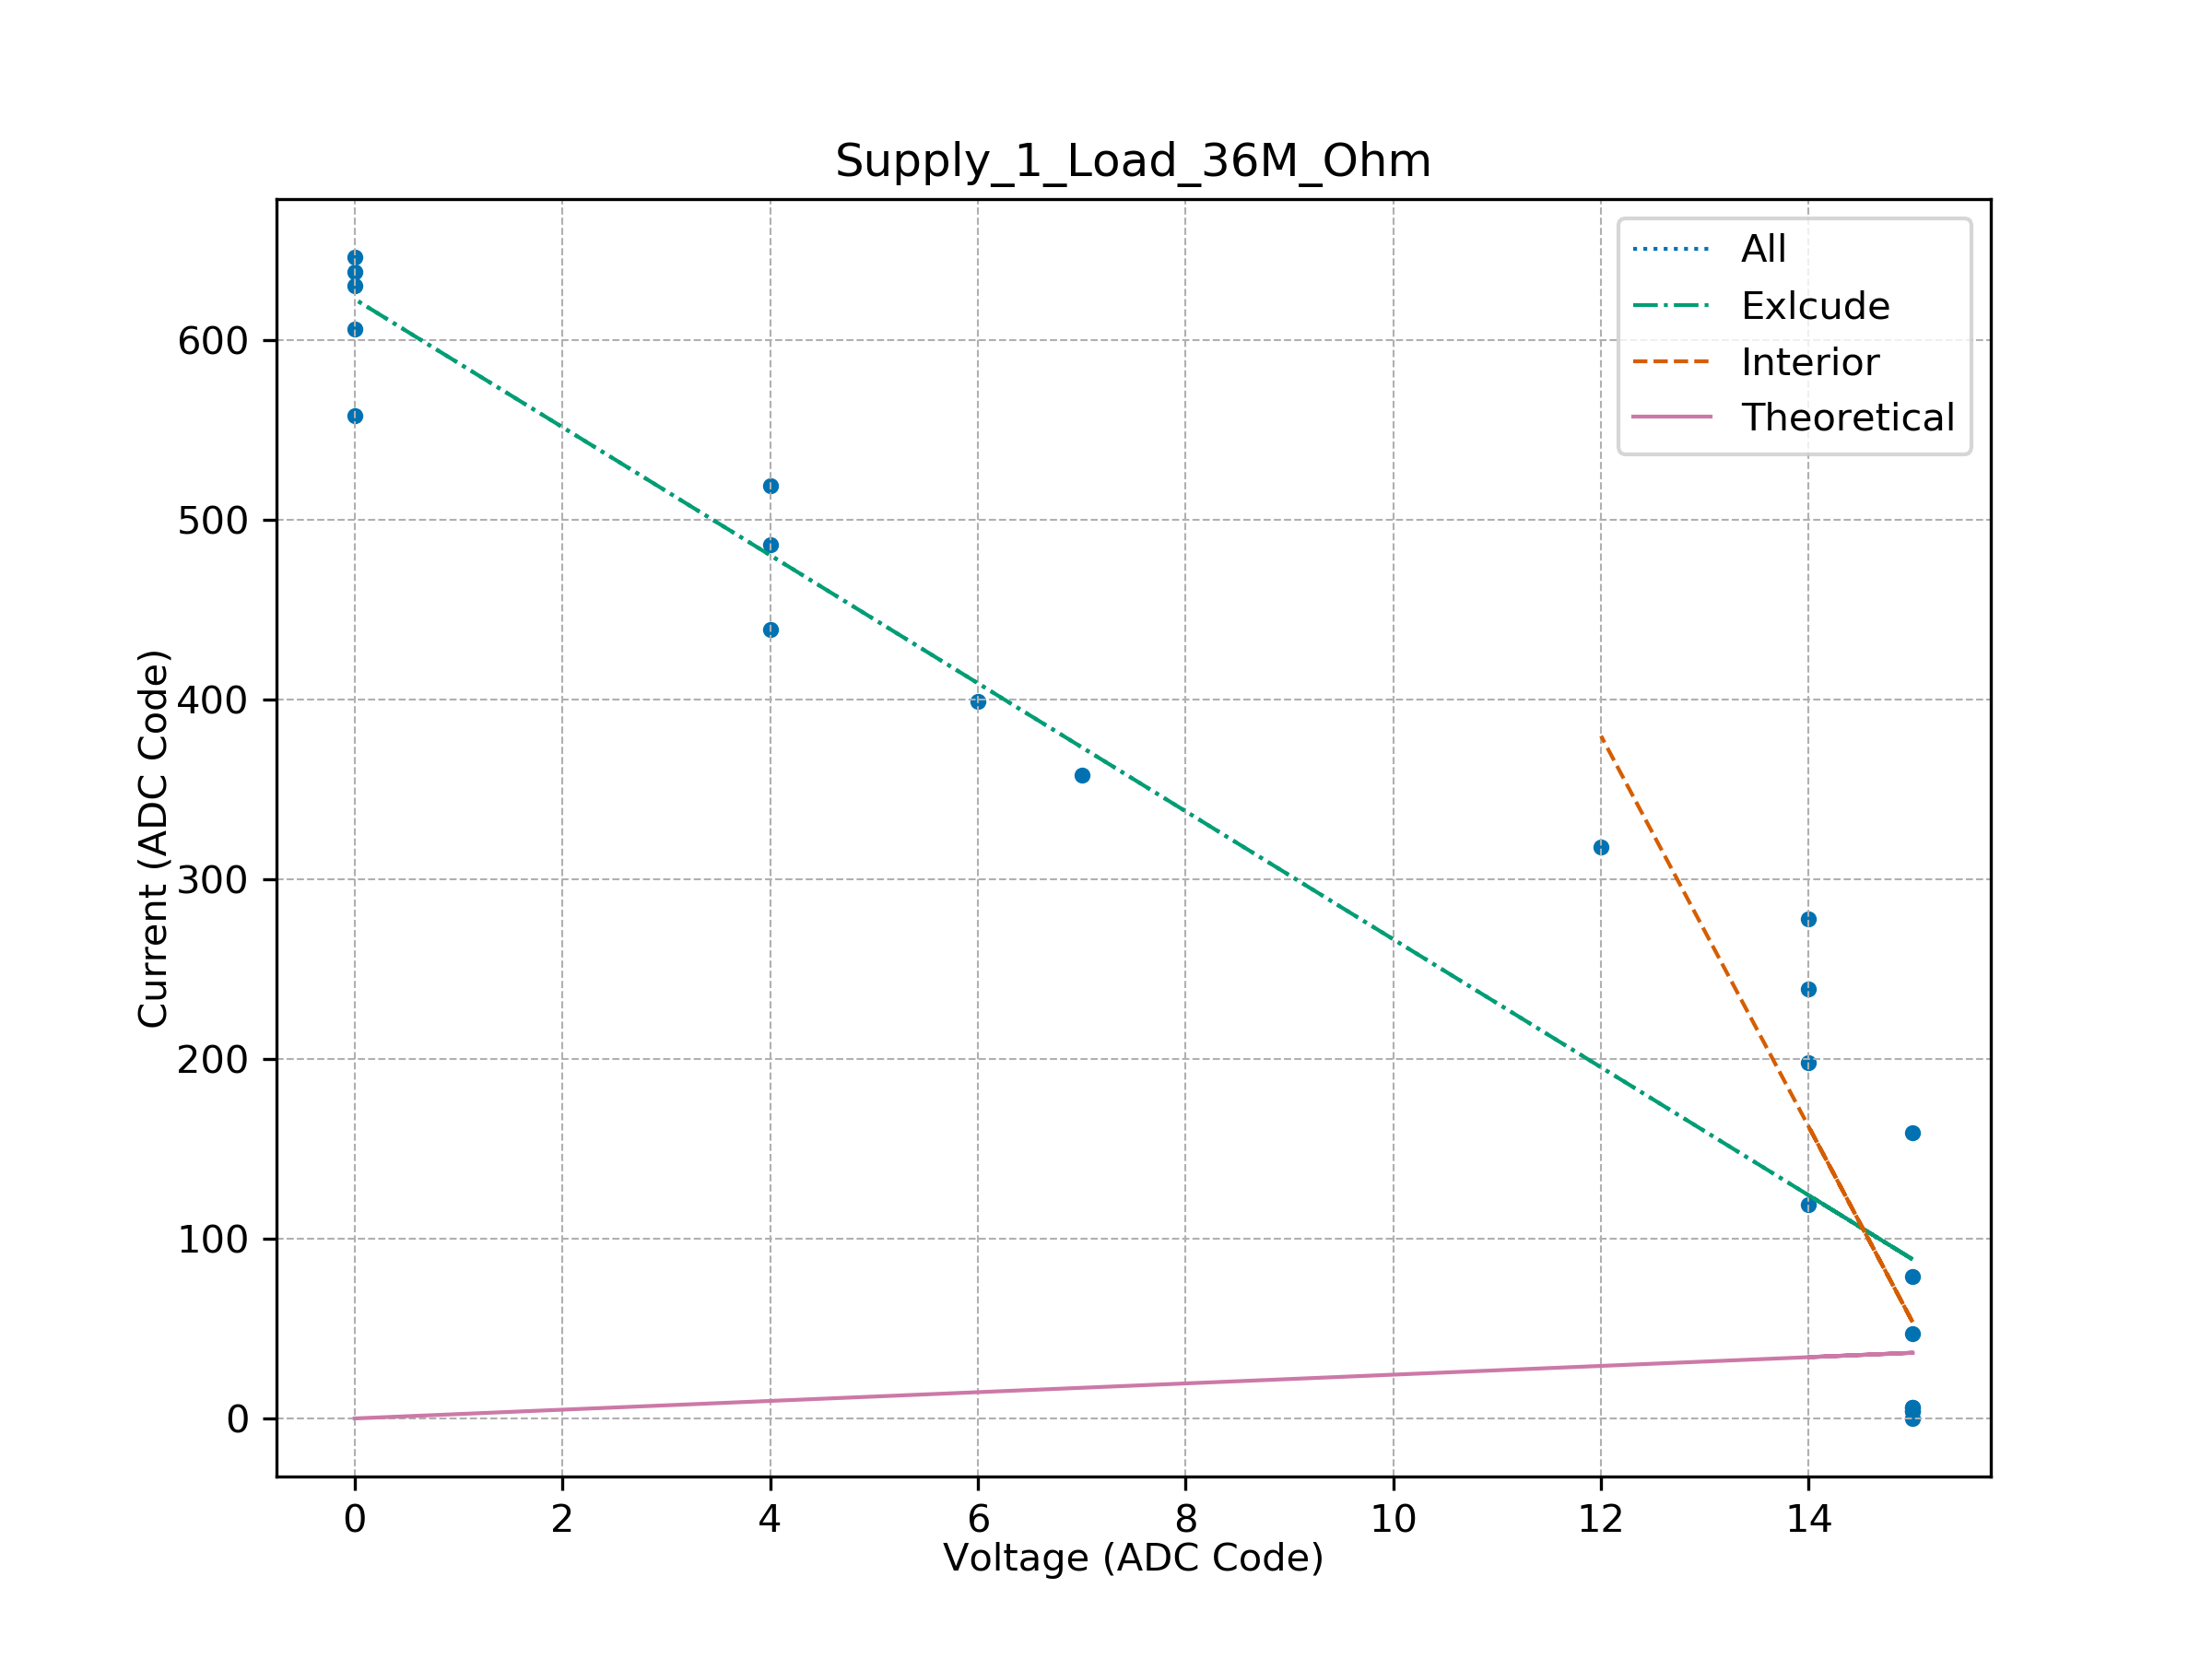 Supply_1_Load_36M_Ohm
All
Exlcude
Interior
Theoretical
Current (ADC Code)
600
500
400
300
200
100
0
0 2 4 6 8 10 12 14
Voltage (ADC Code)